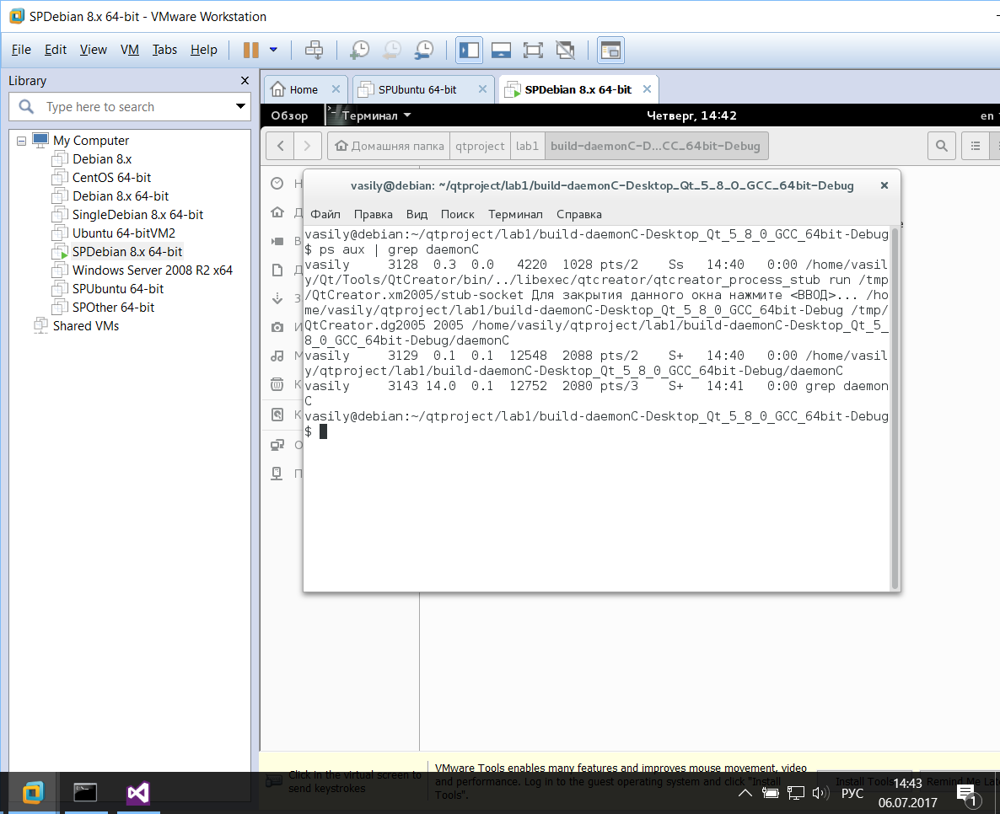 SPDebian 8.x 64-bit - VMware Workstation
File Edit View VM Tabs Help
Library
Type here to search
My Computer
Debian 8.x
CentOS 64-bit
Debian 8.x 64-bit
SingleDebian 8.x 64-bit
Ubuntu 64-bitVM2
SPDebian 8.x 64-bit
Windows Server 2008 R2 x64
SPUbuntu 64-bit
SPOther 64-bit
Shared VMs
Home SPUbuntu 64-bit SPDebian 8.x 64-bit
Обзор Терминал Четверг, 14:42 en
Домашняя папка qtproject lab1 build-daemonC-D...CC_64bit-Debug
vasily@debian: ~/qtproject/lab1/build-daemonC-Desktop_Qt_5_8_0_GCC_64bit-Debug
Файл Правка Вид Поиск Терминал Справка
vasily@debian:~/qtproject/lab1/build-daemonC-Desktop_Qt_5_8_0_GCC_64bit-Debug
$ ps aux | grep daemonC
vasily 3128 0.3 0.0 4220 1028 pts/2 Ss 14:40 0:00 /home/vasil
y/Qt/Tools/QtCreator/bin/../libexec/qtcreator/qtcreator_process_stub run /tmp
/QtCreator.xm2005/stub-socket Для закрытия данного окна нажмите <ВВОД>... /ho
me/vasily/qtproject/lab1/build-daemonC-Desktop_Qt_5_8_0_GCC_64bit-Debug /tmp/
QtCreator.dg2005 2005 /home/vasily/qtproject/lab1/build-daemonC-Desktop_Qt_5_
8_0_GCC_64bit-Debug/daemonC
vasily 3129 0.1 0.1 12548 2088 pts/2 S+ 14:40 0:00 /home/vasil
y/qtproject/lab1/build-daemonC-Desktop_Qt_5_8_0_GCC_64bit-Debug/daemonC
vasily 3143 14.0 0.1 12752 2080 pts/3 S+ 14:41 0:00 grep daemon
C
vasily@debian:~/qtproject/lab1/build-daemonC-Desktop_Qt_5_8_0_GCC_64bit-Debug
$
Click in the virtual screen to
send keystrokes
VMware Tools enables many features and improves mouse movement, video
and performance. Log in to the guest operating system and click "Install
Tools".
Install Tools Remind Me Late
РУС
14:43
06.07.2017
1